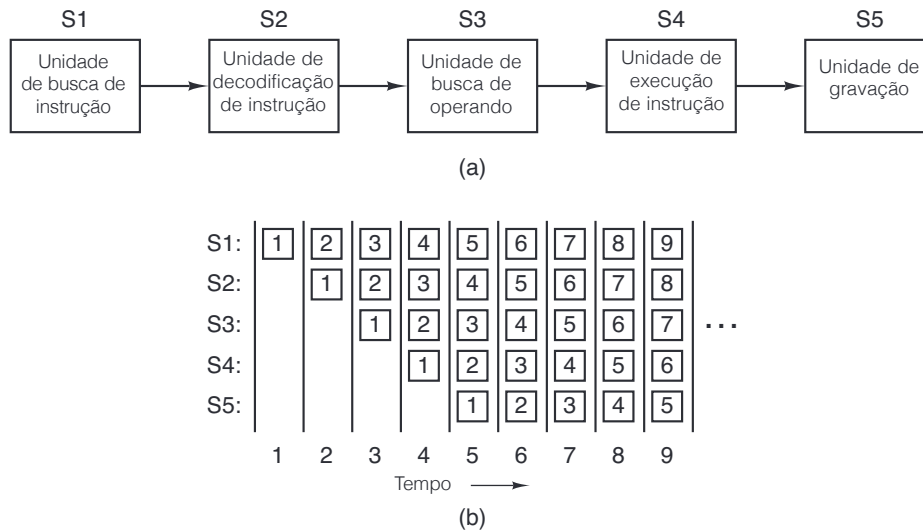 S1 S2 S3 S4 S5
Unidade de busca de instrução
Unidade de decodificação de instrução
Unidade de busca de operando
Unidade de execução de instrução
Unidade de gravação
(a)
S1: 1 2 3 4 5 6 7 8 9
S2: 1 2 3 4 5 6 7 8
S3: 1 2 3 4 5 6 7 ...
S4: 1 2 3 4 5 6
S5: 1 2 3 4 5
1 2 3 4 5 6 7 8 9
Tempo
(b)